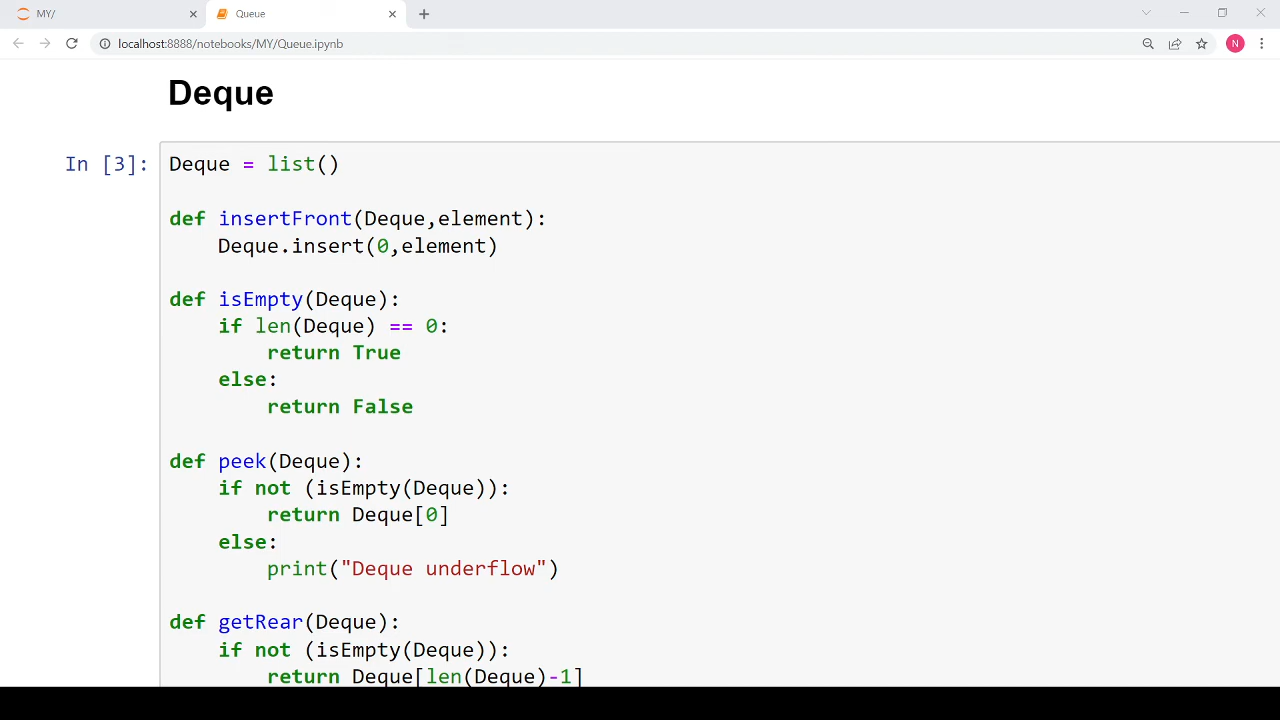 MY/
Queue
localhost:8888/notebooks/MY/Queue.ipynb
N
Deque
In [3]:
Deque = list()
def insertFront(Deque,element):
    Deque.insert(0,element)
def isEmpty(Deque):
    if len(Deque) == 0:
        return True
    else:
        return False
def peek(Deque):
    if not (isEmpty(Deque)):
        return Deque[0]
    else:
        print("Deque underflow")
def getRear(Deque):
    if not (isEmpty(Deque)):
        return Deque[len(Deque)-1]